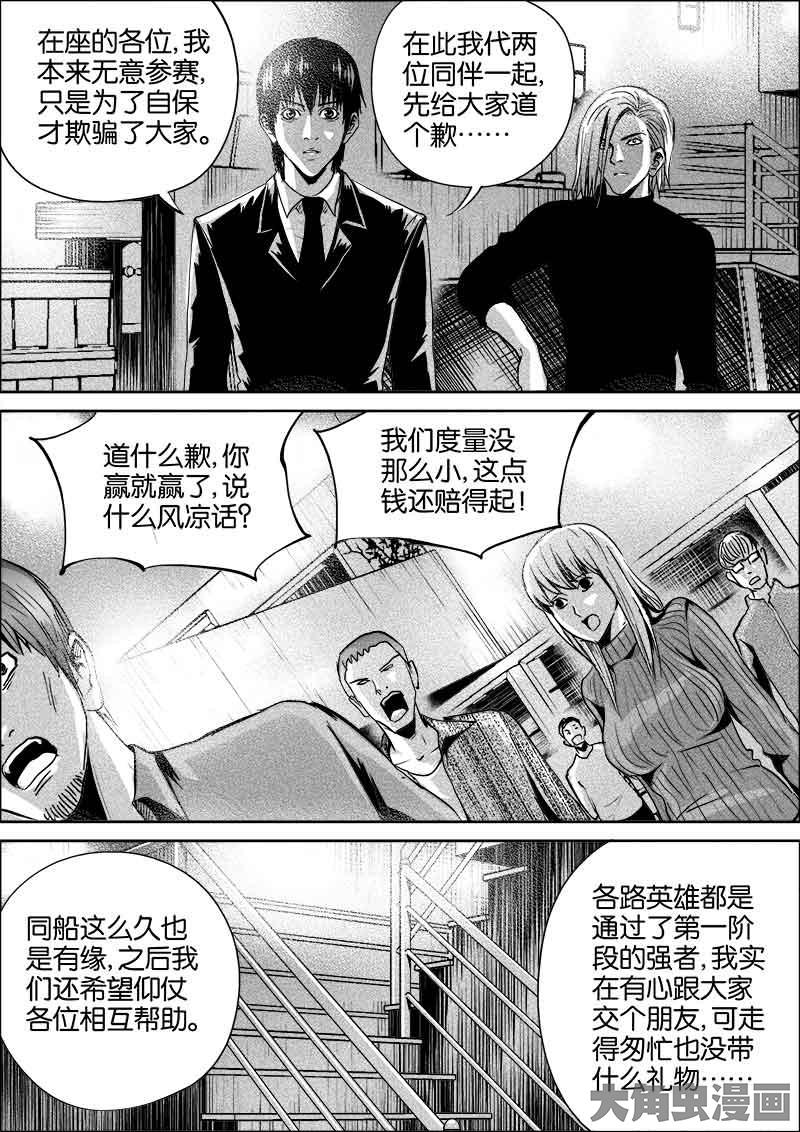 在座的各位,我
本来无意参赛,
只是为了自保
才欺骗了大家。
在此我代两
位同伴一起,
先给大家道
个歉……
道什么歉,你
赢就赢了,说
什么风凉话?
我们度量没
那么小,这点
钱还赔得起!
同船这么久也
是有缘,之后我
们还希望仰仗
各位相互帮助。
各路英雄都是
通过了第一阶
段的强者,我实
在有心跟大家
交个朋友,可走
得匆忙也没带
什么礼物……
大角虫漫画